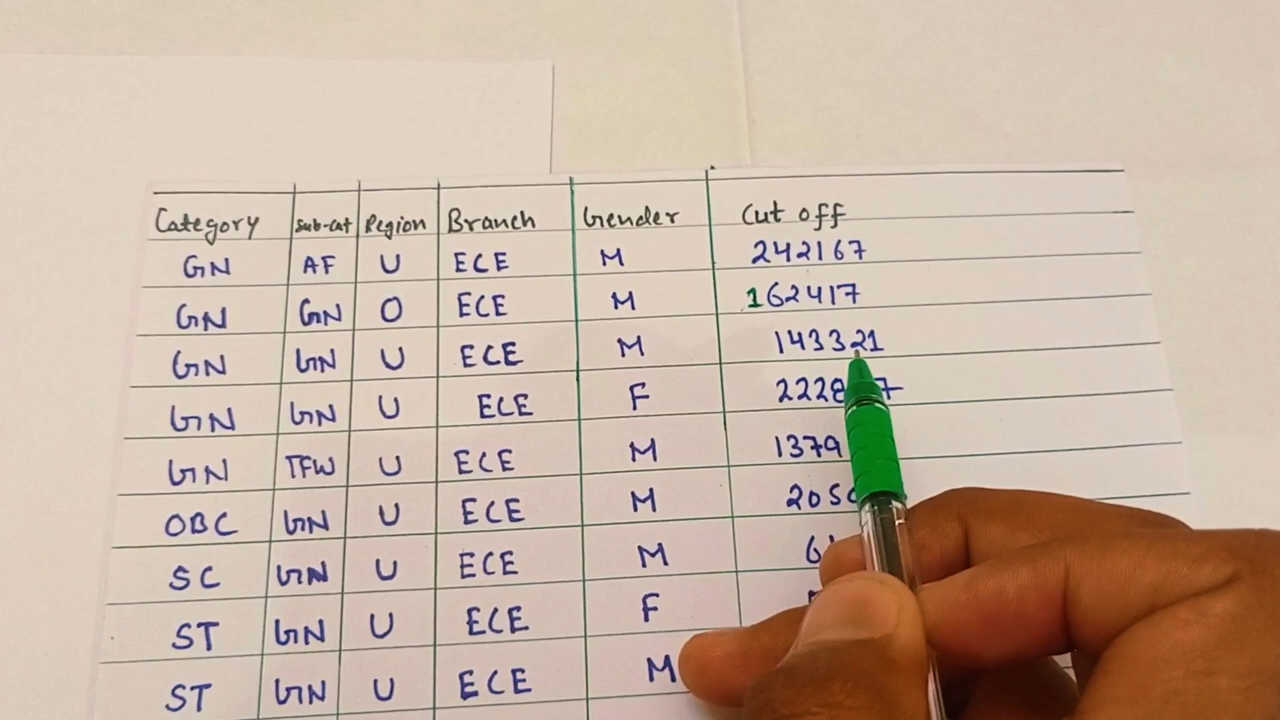 Category Sub-cat Region Branch Gender Cut off
GN AF U ECE M 242167
GN GN O ECE M 162417
GN GN U ECE M 143321
GN GN U ECE F
GN TFW U ECE M
OBC GN U ECE M
SC GN U ECE M
ST GN U ECE F
ST GN U ECE M